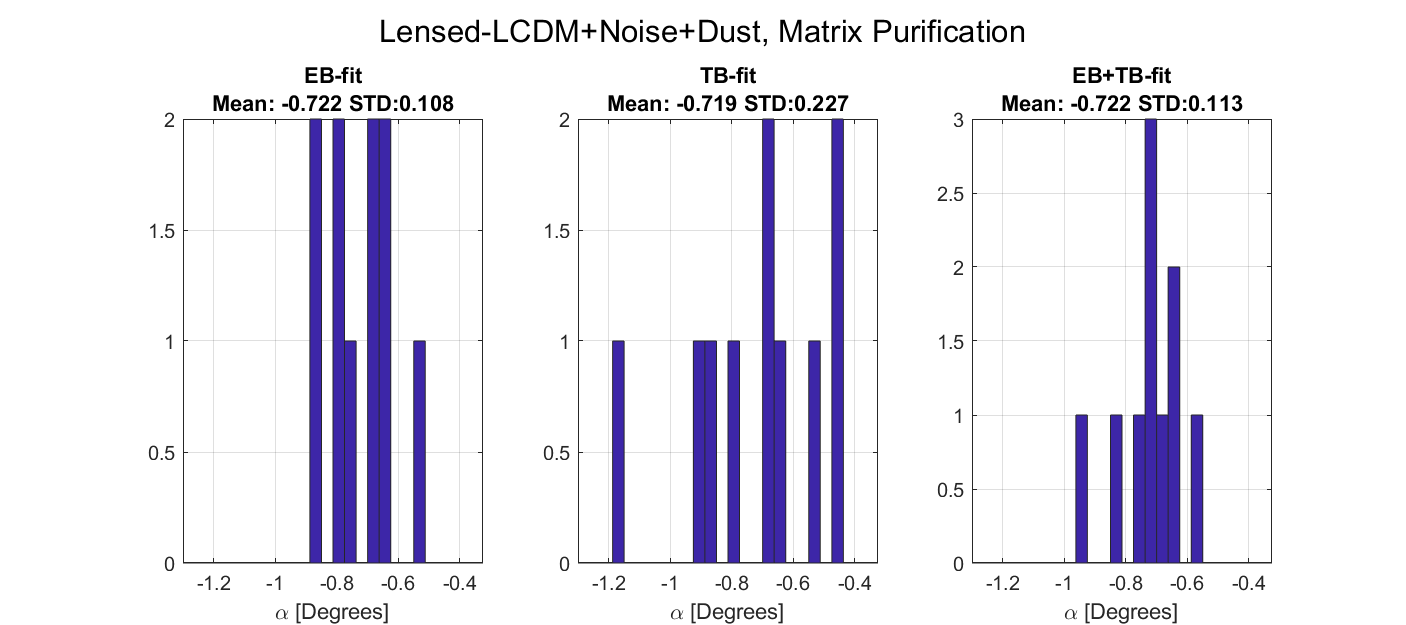 Lensed-LCDM+Noise+Dust, Matrix Purification
EB-fit
Mean: -0.722 STD:0.108
2
1.5
1
0.5
0
-1.2 -1 -0.8 -0.6 -0.4
α [Degrees]
TB-fit
Mean: -0.719 STD:0.227
2
1.5
1
0.5
0
-1.2 -1 -0.8 -0.6 -0.4
α [Degrees]
EB+TB-fit
Mean: -0.722 STD:0.113
3
2.5
2
1.5
1
0.5
0
-1.2 -1 -0.8 -0.6 -0.4
α [Degrees]